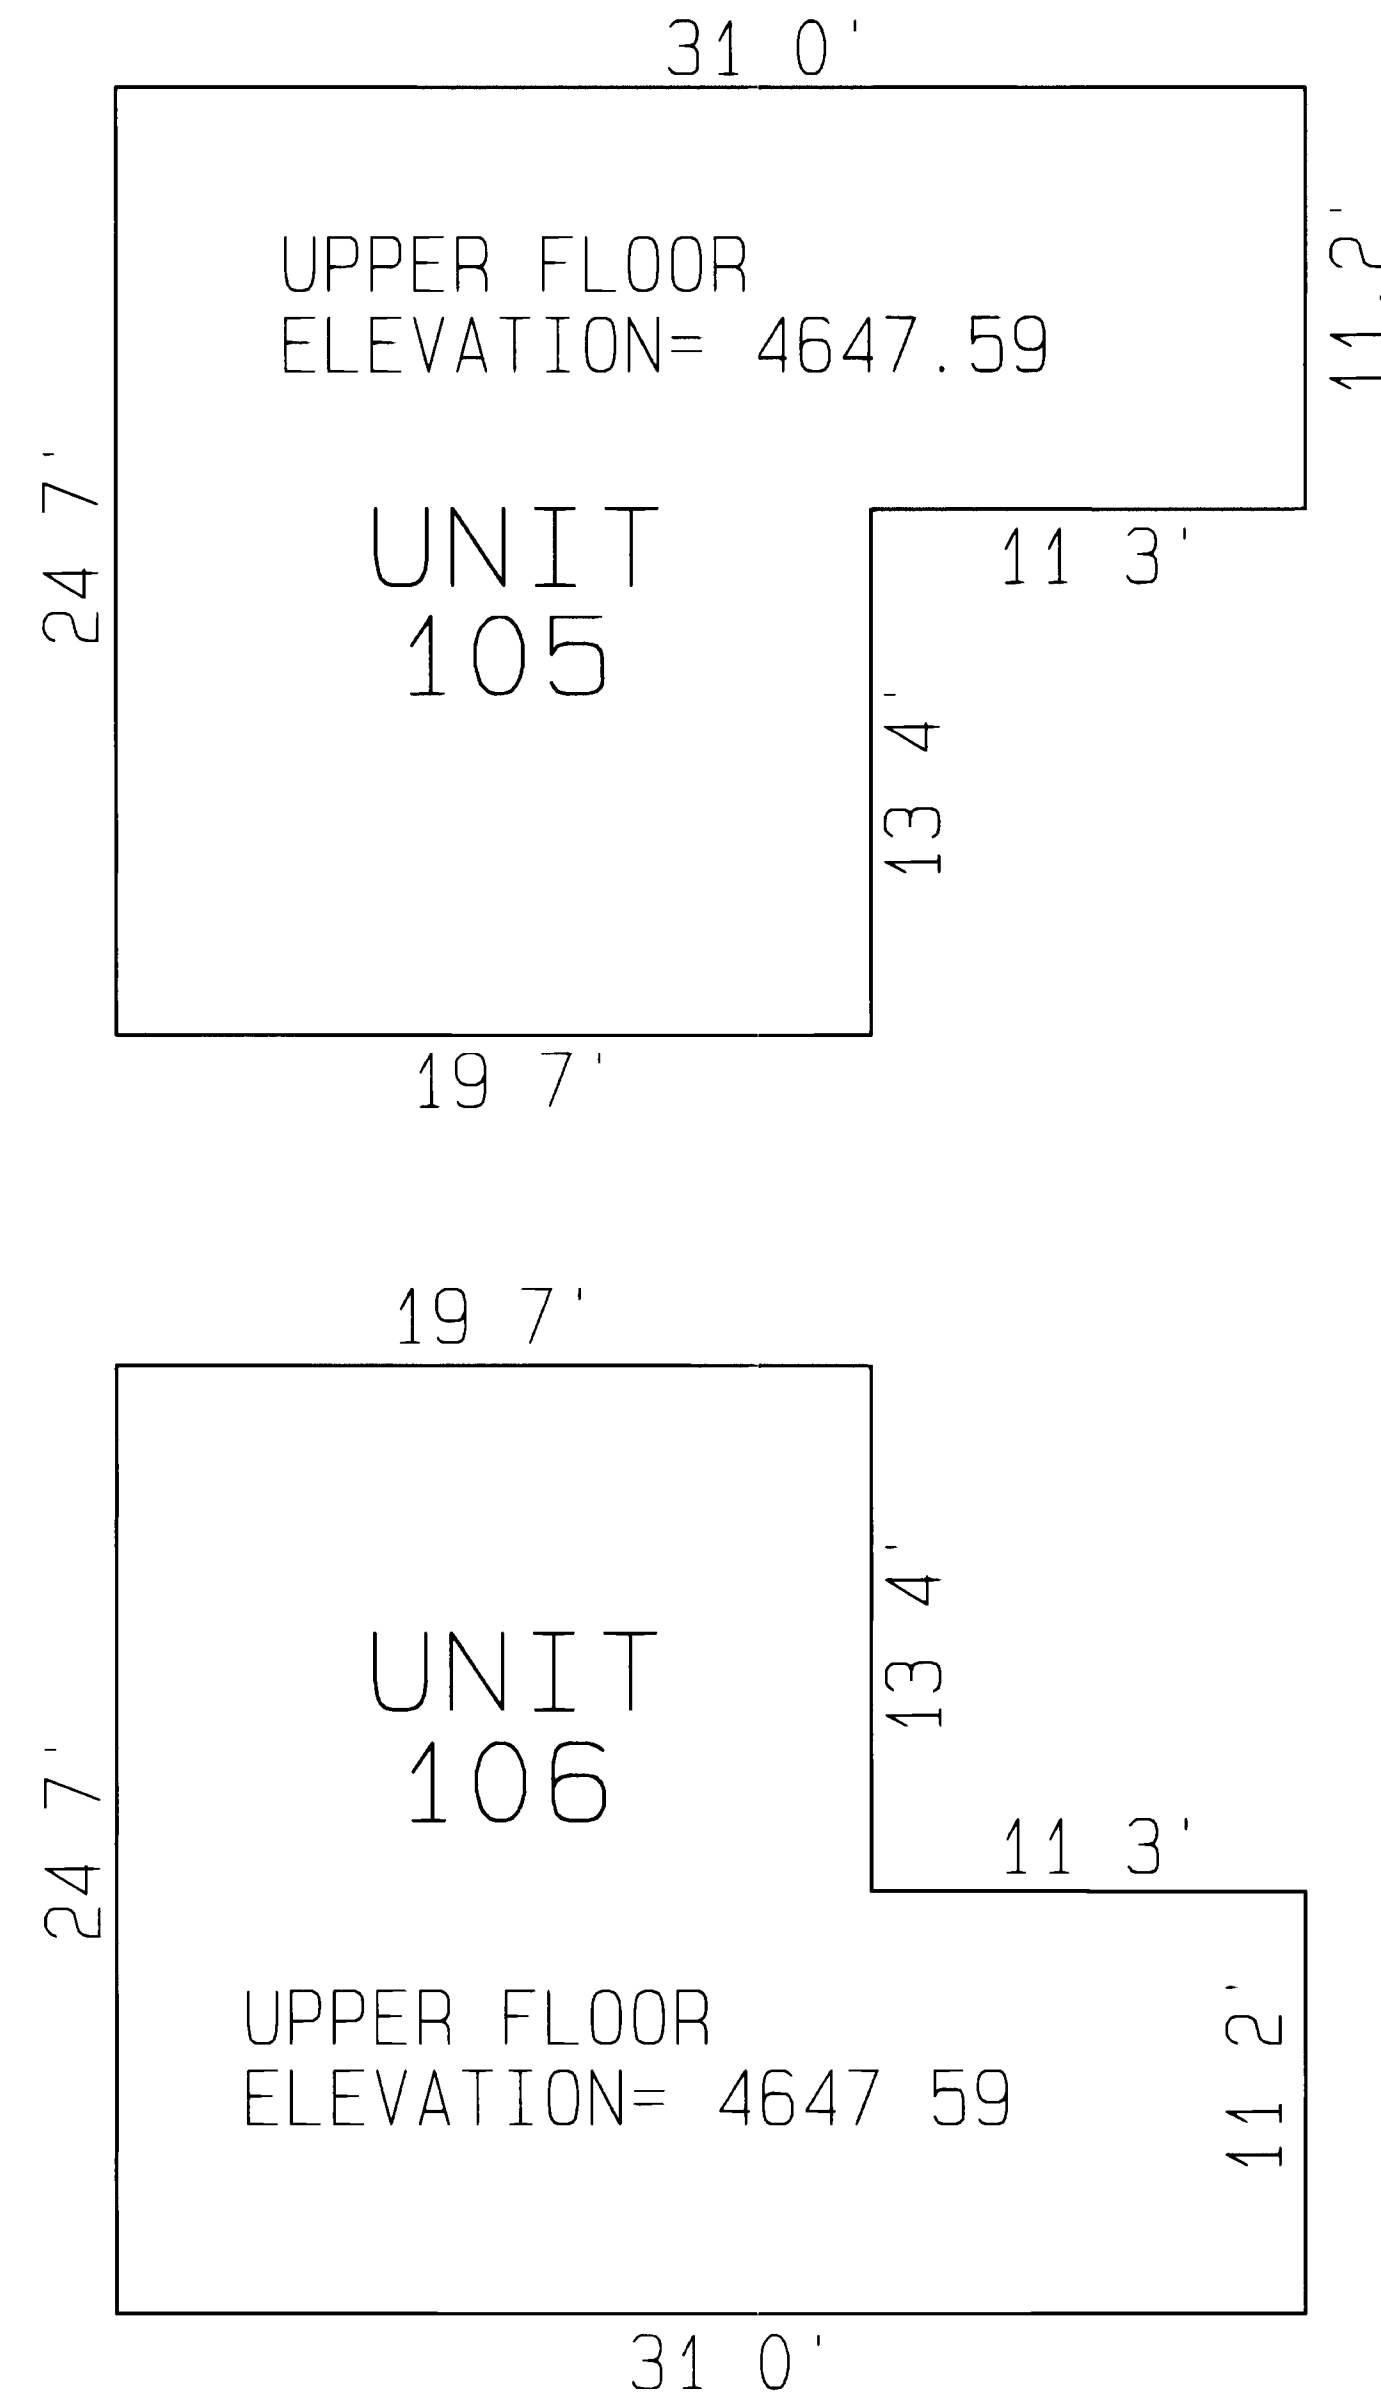 31 0'
UPPER FLOOR
ELEVATION= 4647.59
11.2'
24 7'
UNIT
105
11 3'
13 4'
19 7'
19 7'
13 4'
UNIT
106
24 7'
11 3'
UPPER FLOOR
ELEVATION= 4647 59
11 2'
31 0'